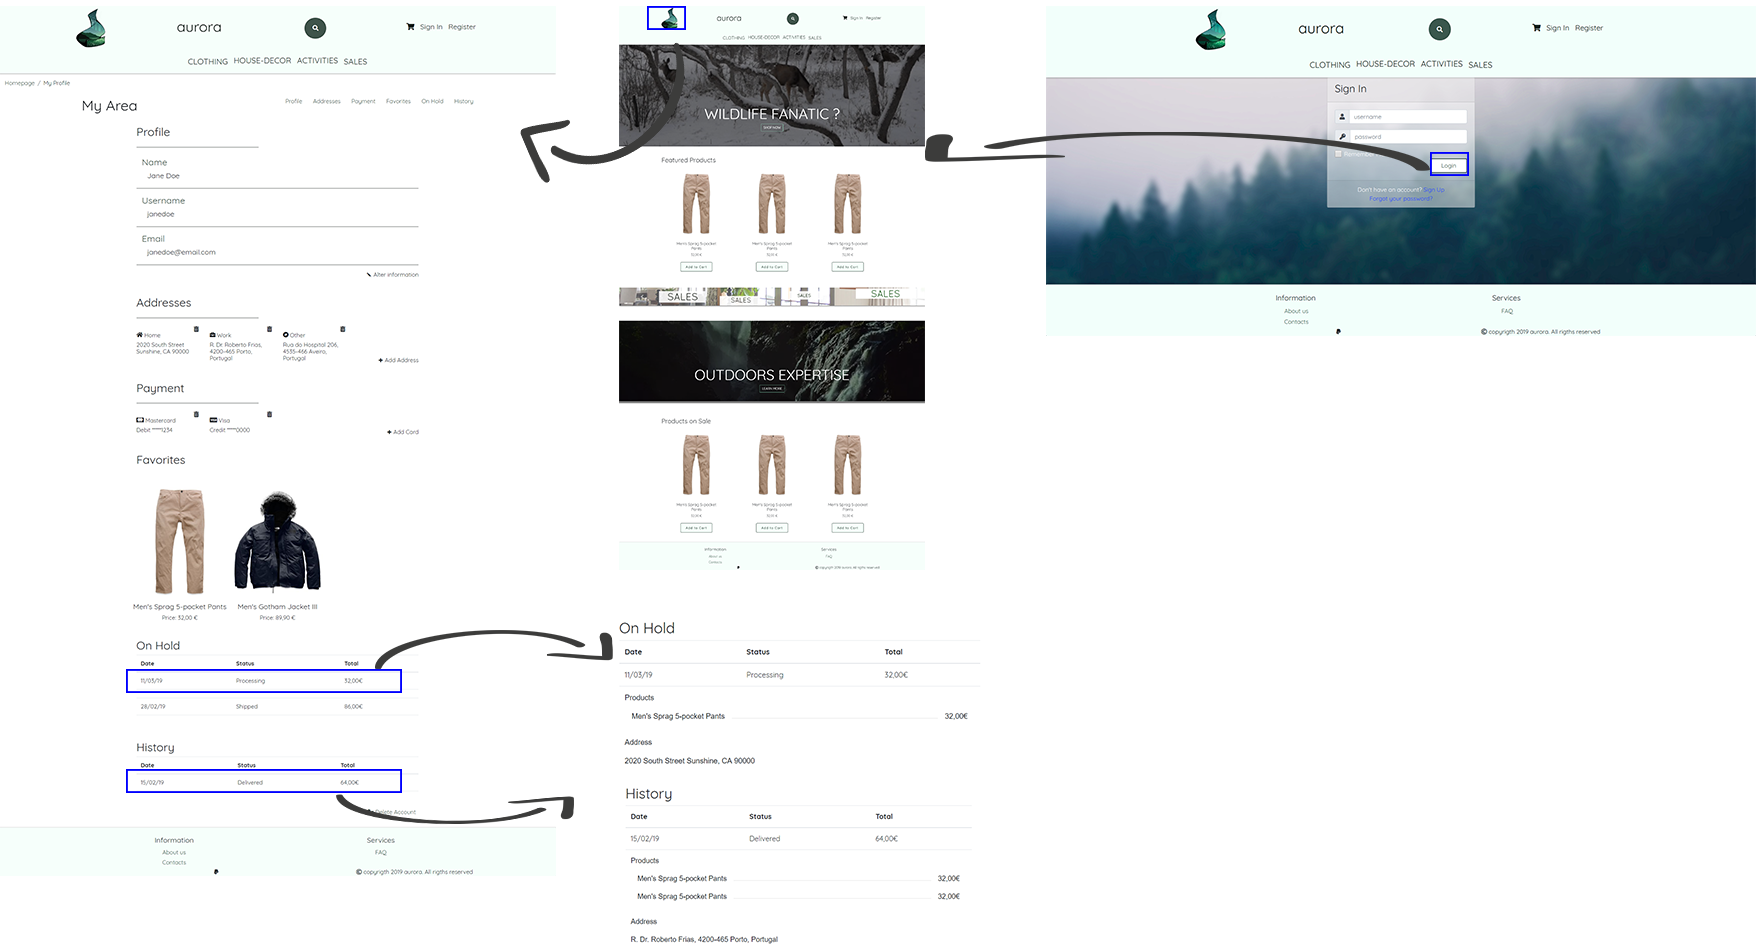 aurora
Sign In Register
CLOTHING HOUSE-DECOR ACTIVITIES SALES
Homepage / My Profile
My Area
Profile Addresses Payment Favorites On Hold History
Profile
Name
Jane Doe
Username
janedoe
Email
janedoe@email.com
Alter information
Addresses
Home
2020 South Street
Sunshine, CA 90000
Work
R. Dr. Roberto Frias,
4200-465 Porto,
Portugal
Other
Rua do Hospital 206,
4535-466 Aveiro,
Portugal
+ Add Address
Payment
Mastercard
Debit ****1234
Visa
Credit ****0000
+ Add Card
Favorites
Men's Sprag 5-pocket Pants
Price: 32,00 €
Men's Gotham Jacket III
Price: 89,90 €
On Hold
Date Status Total
11/03/19 Processing 32,00€
28/02/19 Shipped 86,00€
History
Date Status Total
15/02/19 Delivered 64,00€
Delete Account
Information
About us
Contacts
Services
FAQ
© copyrigth 2019 aurora. All rigths reserved
aurora
Sign In Register
CLOTHING HOUSE-DECOR ACTIVITIES SALES
WILDLIFE FANATIC ?
SHOP NOW
Featured Products
Men's Sprag 5-pocket
Pants
32,00 €
Add to Cart
Men's Sprag 5-pocket
Pants
32,00 €
Add to Cart
Men's Sprag 5-pocket
Pants
32,00 €
Add to Cart
SALES
SALES
SALES
SALES
OUTDOORS EXPERTISE
LEARN MORE
Products on Sale
Men's Sprag 5-pocket
Pants
32,00 €
Add to Cart
Men's Sprag 5-pocket
Pants
32,00 €
Add to Cart
Men's Sprag 5-pocket
Pants
32,00 €
Add to Cart
Information
About us
Contacts
Services
FAQ
© copyrigth 2019 aurora. All rigths reserved
On Hold
Date Status Total
11/03/19 Processing 32,00€
Products
Men's Sprag 5-pocket Pants 32,00€
Address
2020 South Street Sunshine, CA 90000
History
Date Status Total
15/02/19 Delivered 64,00€
Products
Men's Sprag 5-pocket Pants 32,00€
Men's Sprag 5-pocket Pants 32,00€
Address
R. Dr. Roberto Frias, 4200-465 Porto, Portugal
aurora
Sign In Register
CLOTHING HOUSE-DECOR ACTIVITIES SALES
Sign In
username
password
Remember
Login
Don't have an account? Sign Up
Forgot your password?
Information
About us
Contacts
Services
FAQ
© copyrigth 2019 aurora. All rigths reserved